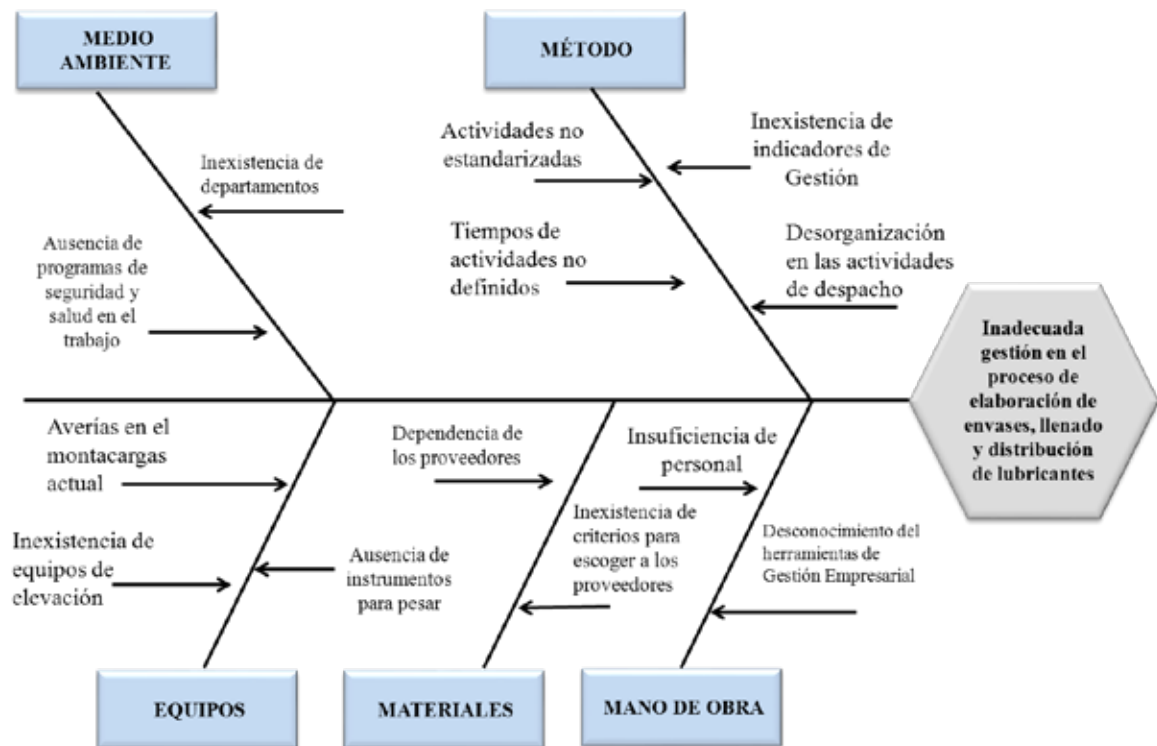 MEDIO
AMBIENTE
MÉTODO
Inexistencia de
departamentos
Ausencia de
programas de
seguridad y
salud en el
trabajo
Actividades no
estandarizadas
Inexistencia de
indicadores de
Gestión
Tiempos de
actividades no
definidos
Desorganización
en las actividades
de despacho
Inadecuada
gestión en el
proceso de
elaboración de
envases, llenado
y distribución
de lubricantes
Averías en el
montacargas
actual
Inexistencia de
equipos de
elevación
Ausencia de
instrumentos
para pesar
Dependencia de
los proveedores
Inexistencia de
criterios para
escoger a los
proveedores
Insuficiencia de
personal
Desconocimiento del
herramientas de
Gestión Empresarial
EQUIPOS
MATERIALES
MANO DE OBRA